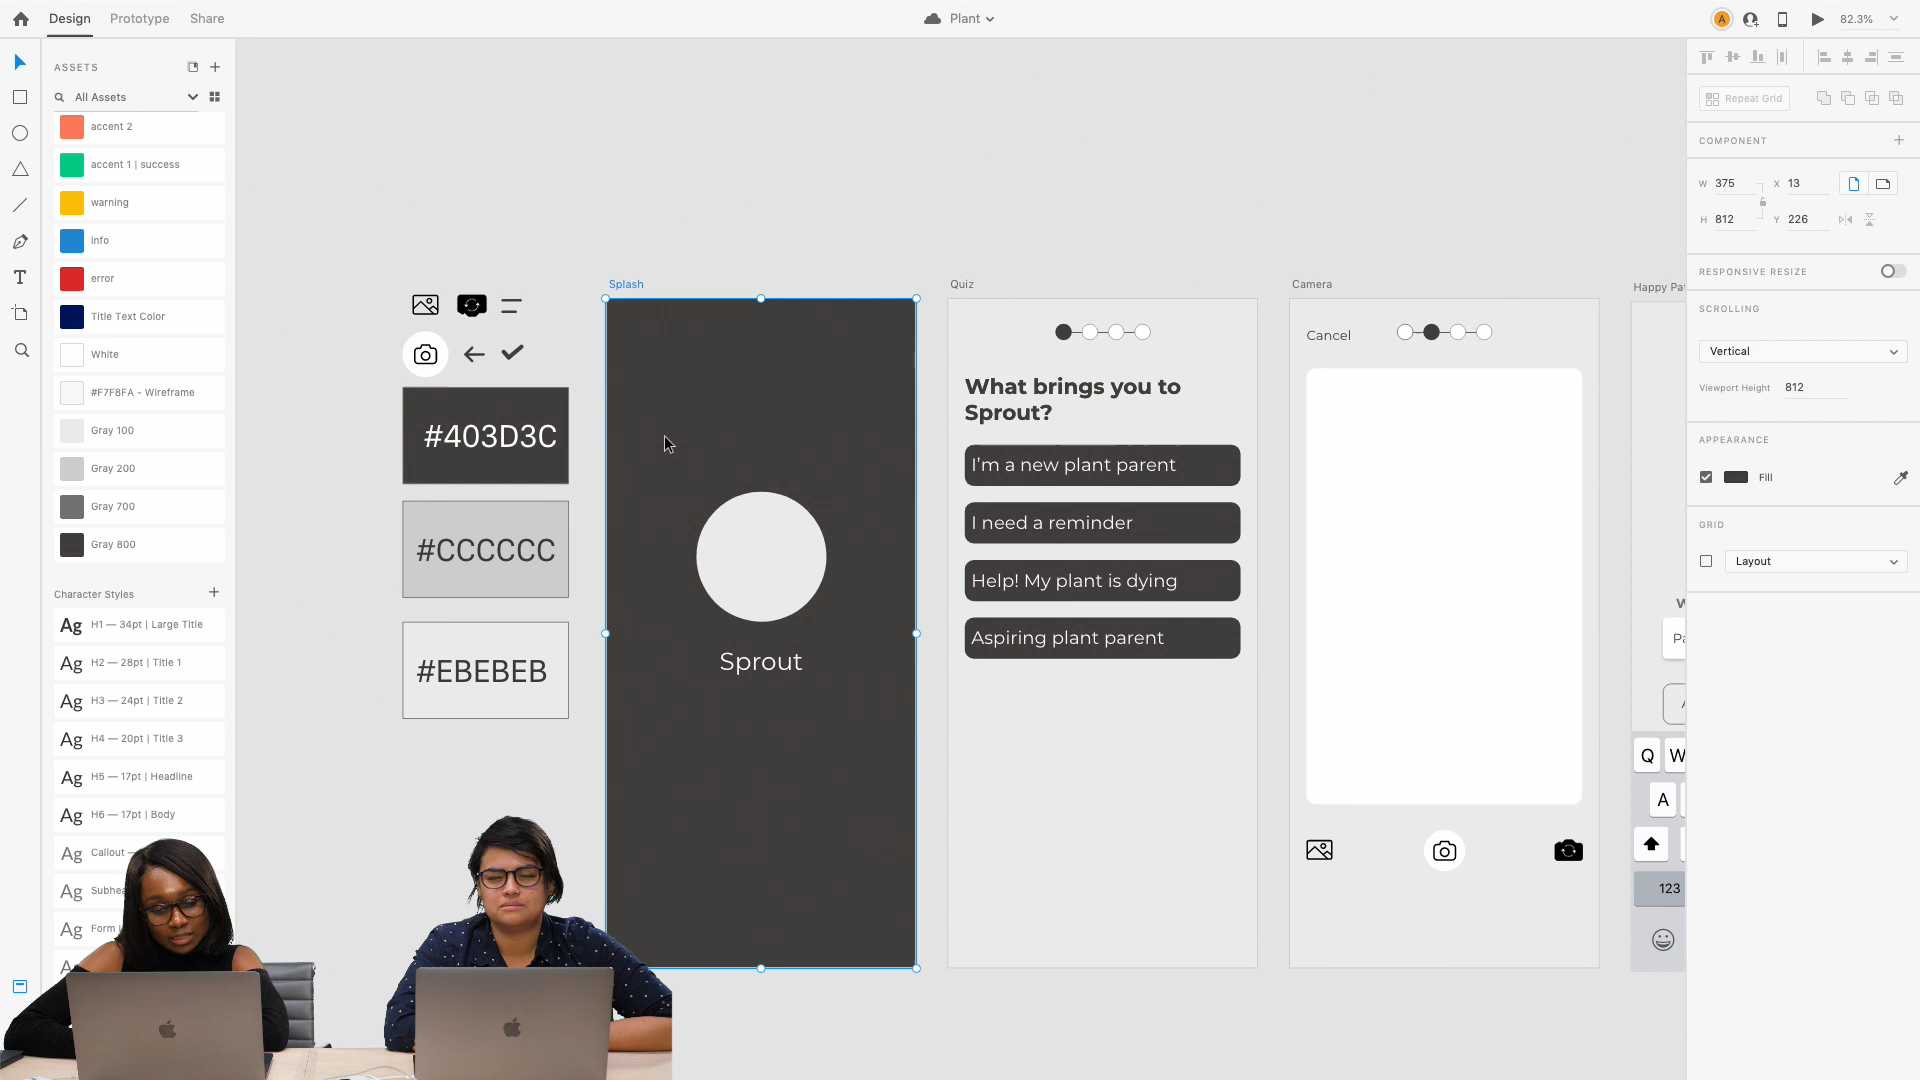 Design Prototype Share
Plant
A
82.3%
ASSETS
All Assets
accent 2
accent 1 | success
warning
info
error
Title Text Color
White
#F7F8FA - Wireframe
Gray 100
Gray 200
Gray 700
Gray 800
Character Styles
Ag H1 — 34pt | Large Title
Ag H2 — 28pt | Title 1
Ag H3 — 24pt | Title 2
Ag H4 — 20pt | Title 3
Ag H5 — 17pt | Headline
Ag H6 — 17pt | Body
Ag Callout —
Ag Subhea
Ag Form
#403D3C
#CCCCCC
#EBEBEB
Splash
Sprout
Quiz
What brings you to
Sprout?
I'm a new plant parent
I need a reminder
Help! My plant is dying
Aspiring plant parent
Camera
Cancel
Happy Pat
Pa
Q W
A
123
Repeat Grid
COMPONENT
W 375 X 13
H 812 Y 226
RESPONSIVE RESIZE
SCROLLING
Vertical
Viewport Height 812
APPEARANCE
Fill
GRID
Layout